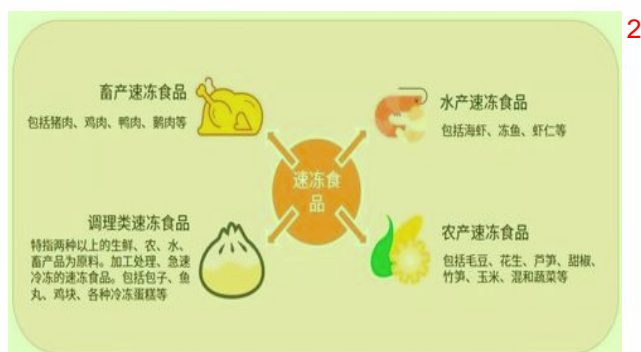 2
畜产速冻食品
包括猪肉、鸡肉、鸭肉、鹅肉等
水产速冻食品
包括海虾、冻鱼、虾仁等
速冻食
品
调理类速冻食品
特指两种以上的生鲜、农、水、
畜产品为原料。加工处理、急速
冷冻的速冻食品。包括包子、鱼
丸、鸡块、各种冷冻蛋糕等
农产速冻食品
包括毛豆、花生、芦笋、甜椒、
竹笋、玉米、混和蔬菜等